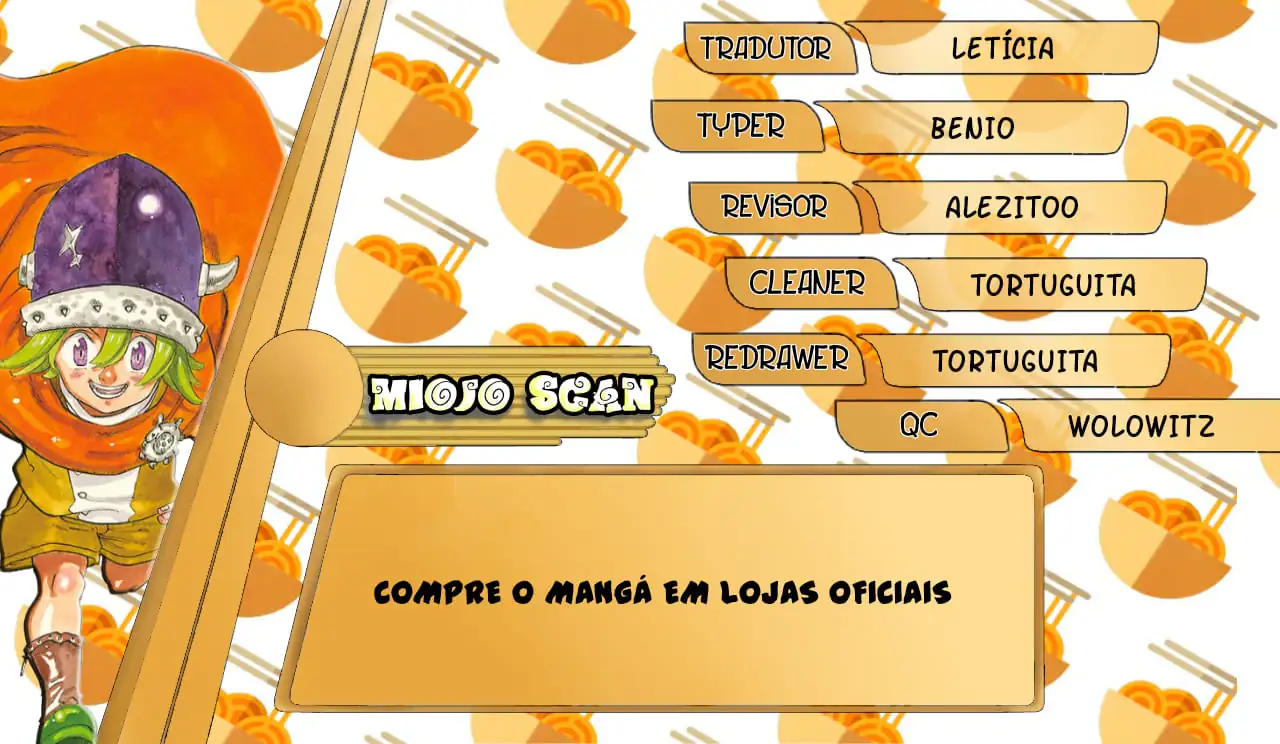 TRADUTOR LETÍCIA
TYPER BENIO
REVISOR ALEZITOO
CLEANER TORTUGUITA
REDRAWER TORTUGUITA
QC WOLOWITZ
MIOJO SCAN
COMPRE O MANGÁ EM LOJAS OFICIAIS